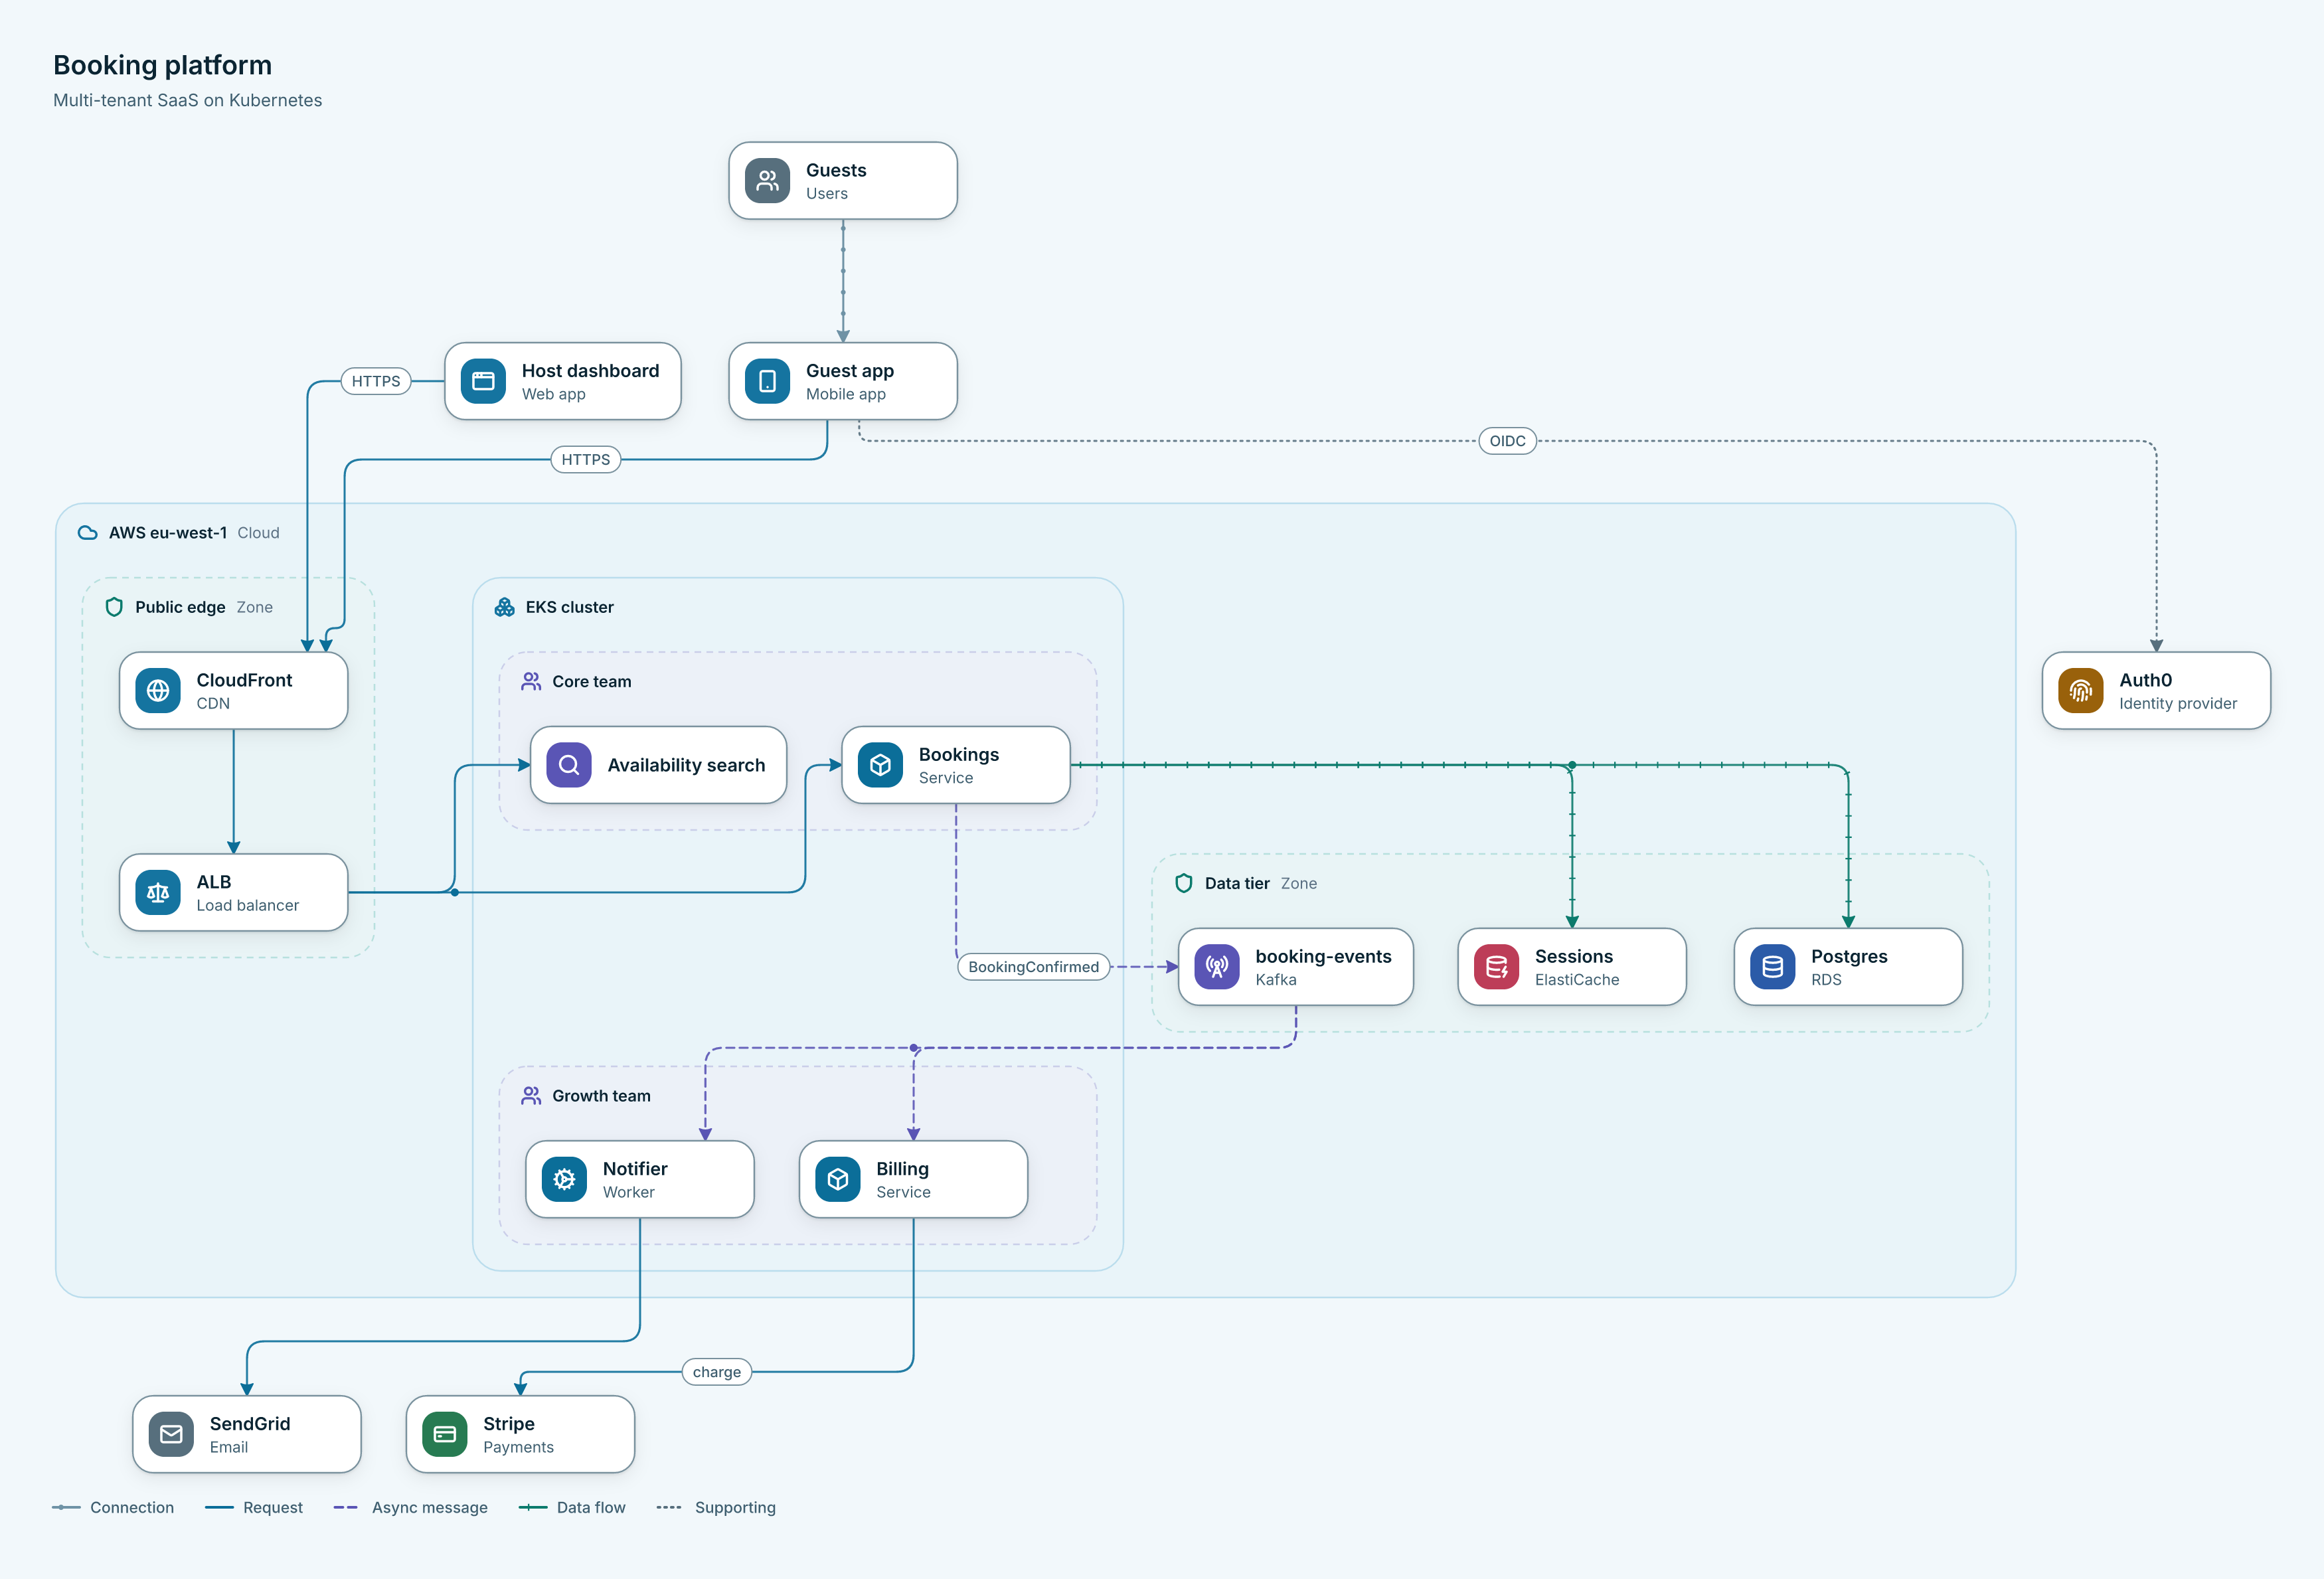 Booking platform
Multi-tenant SaaS on Kubernetes
Guests
Users
HTTPS
Host dashboard
Web app
Guest app
Mobile app
OIDC
HTTPS
AWS eu-west-1 Cloud
Public edge Zone
EKS cluster
CloudFront
CDN
Core team
Auth0
Identity provider
Availability search
Bookings
Service
ALB
Load balancer
Data tier Zone
BookingConfirmed
booking-events
Kafka
Sessions
ElastiCache
Postgres
RDS
Growth team
Notifier
Worker
Billing
Service
charge
SendGrid
Email
Stripe
Payments
Connection Request Async message Data flow Supporting